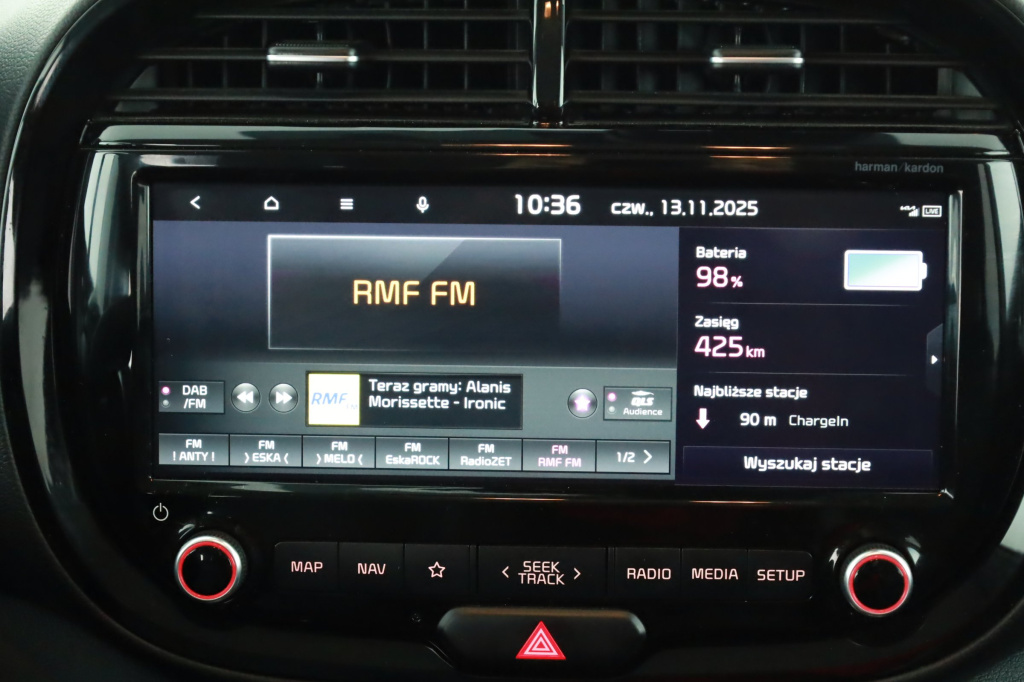 harman/kardon
10:36 czw., 13.11.2025
LIVE
RMF FM
Bateria
98%
Zasięg
425km
Najbliższe stacje
90 m ChargeIn
Wyszukaj stacje
DAB
/FM
RMF
Teraz gramy: Alanis
Morissette - Ironic
QLS
Audience
FM
! ANTY !
FM
) ESKA (
FM
) MELO (
FM
EskaROCK
FM
RadioZET
FM
RMF FM
1/2
MAP
NAV
SEEK
TRACK
RADIO
MEDIA
SETUP